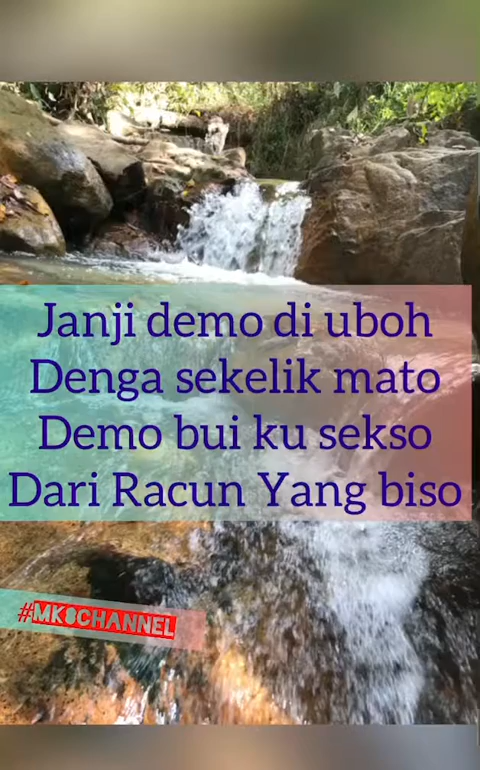 Janji demo di uboh
Denga sekelik mato
Demo bui ku sekso
Dari Racun Yang biso
#MK8CHANNEL